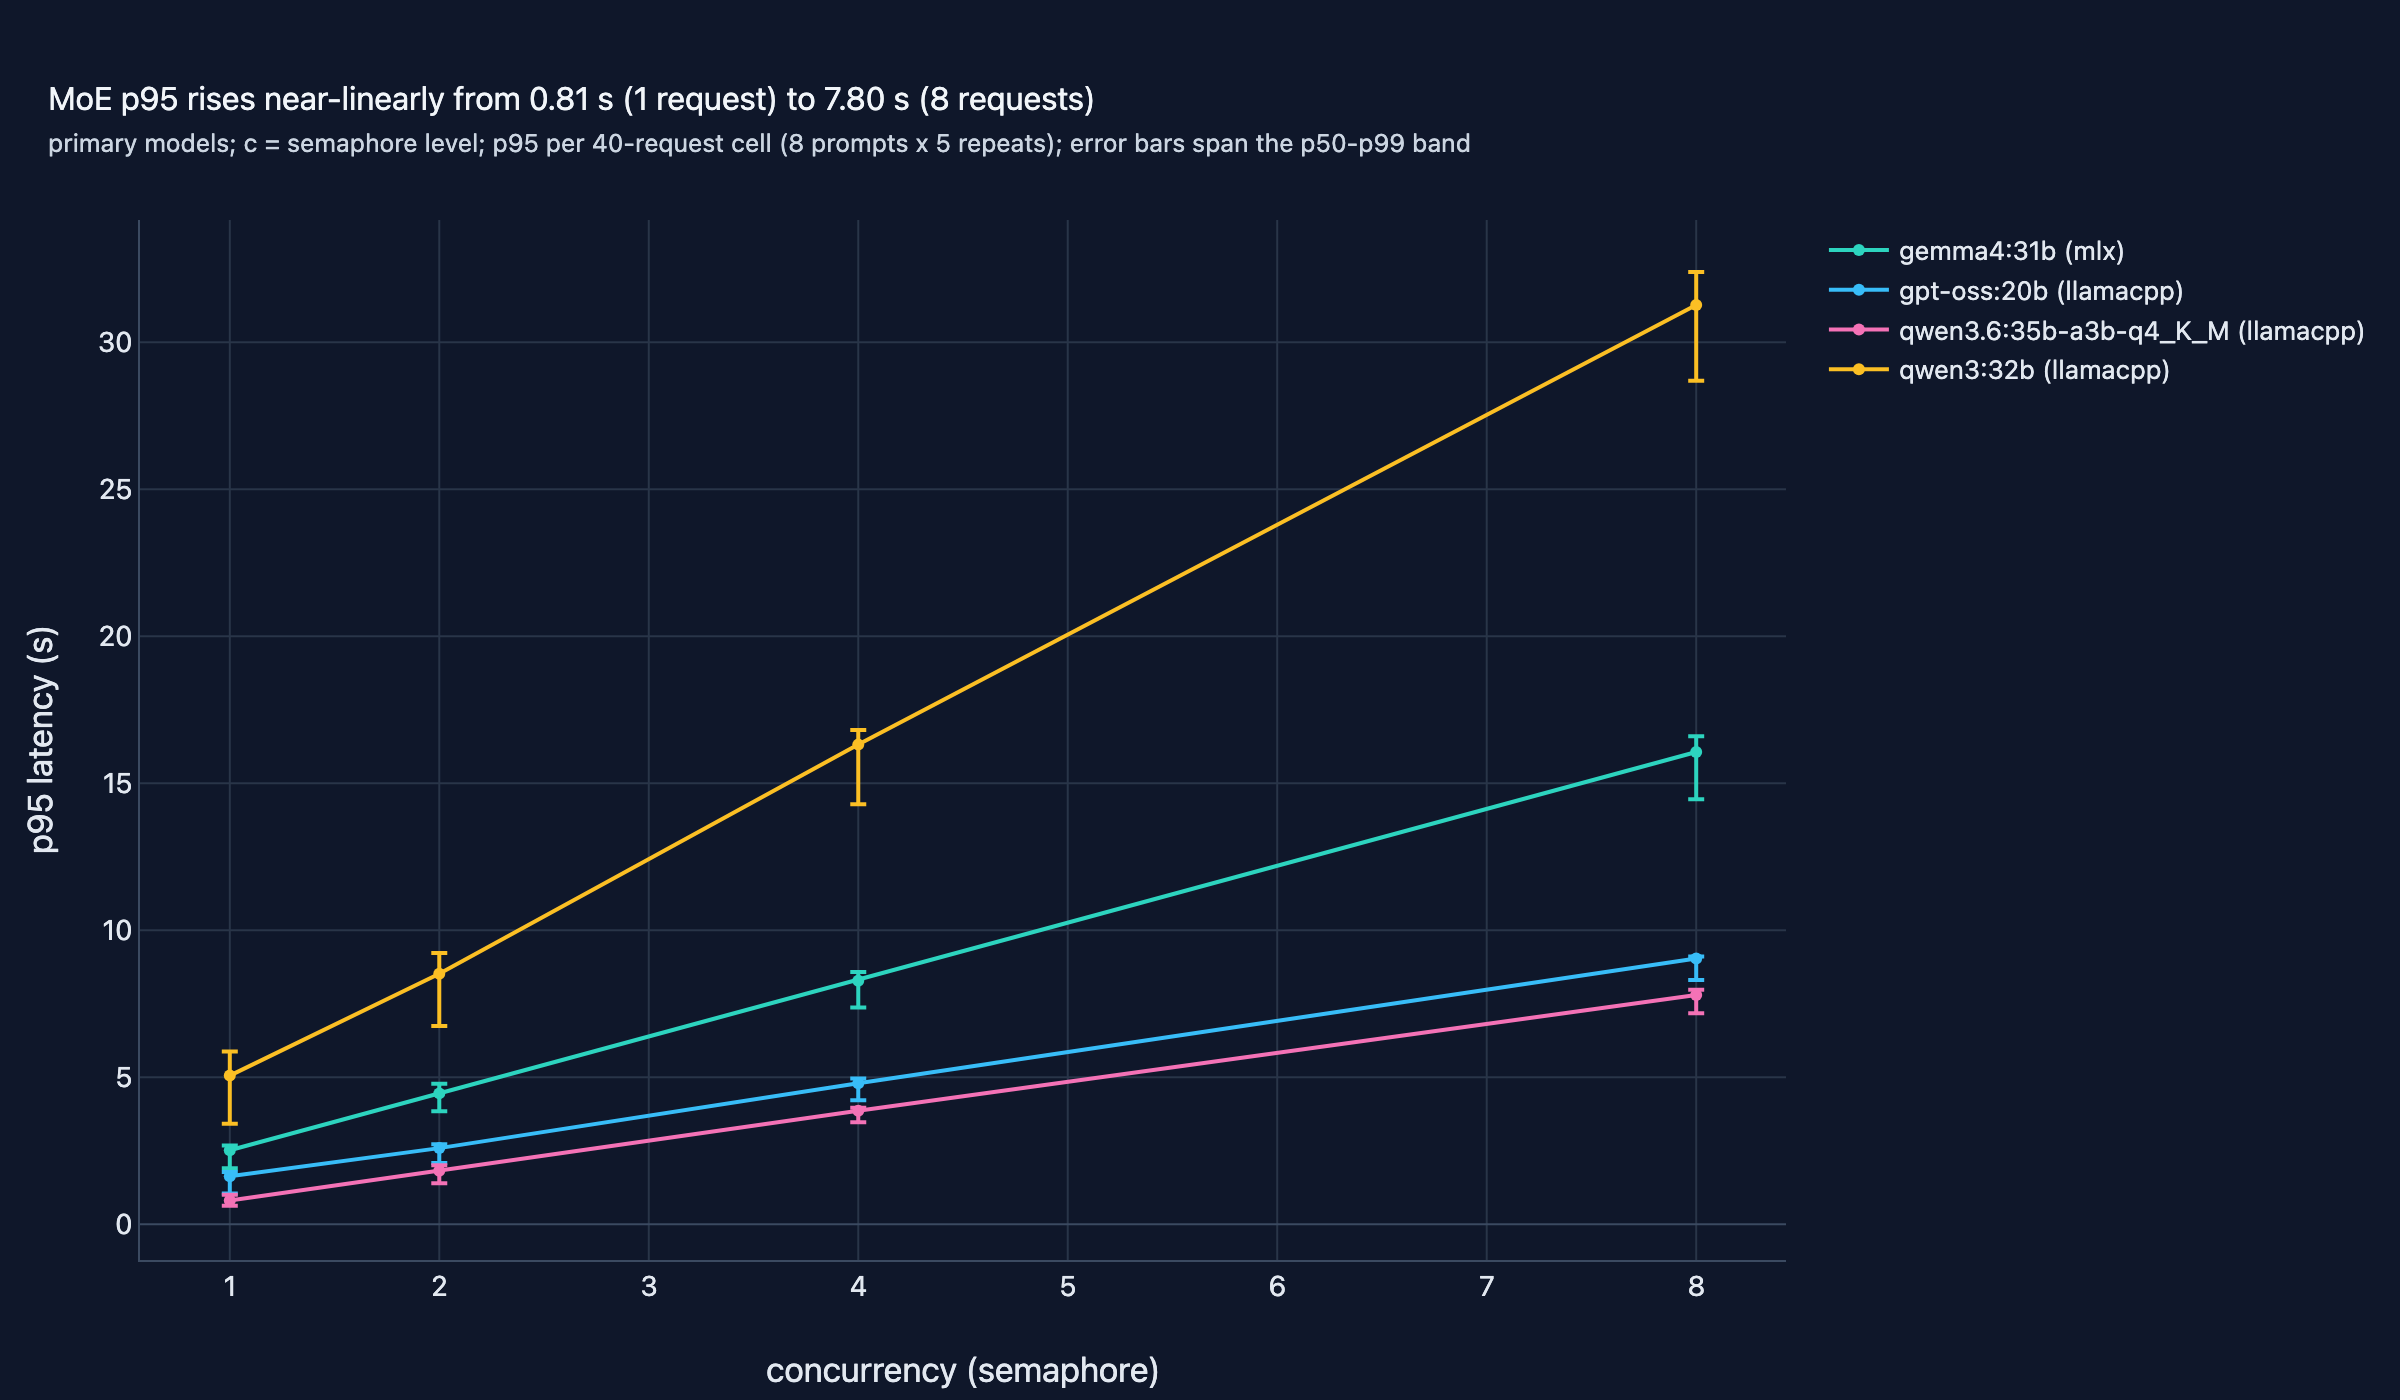 MoE p95 rises near-linearly from 0.81 s (1 request) to 7.80 s (8 requests)
primary models; c = semaphore level; p95 per 40-request cell (8 prompts x 5 repeats); error bars span the p50-p99 band
gemma4:31b (mlx)
gpt-oss:20b (llamacpp)
qwen3.6:35b-a3b-q4_K_M (llamacpp)
qwen3:32b (llamacpp)
p95 latency (s)
30
25
20
15
10
5
0
1 2 3 4 5 6 7 8
concurrency (semaphore)